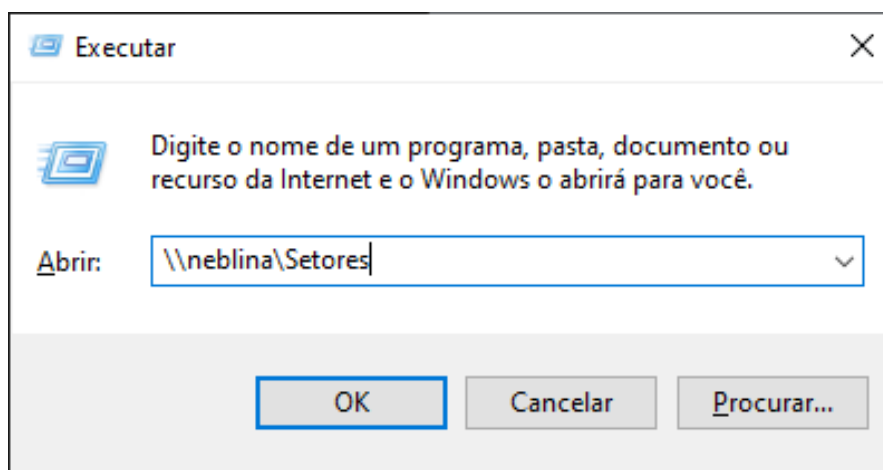 Executar
Digite o nome de um programa, pasta, documento ou
recurso da Internet e o Windows o abrirá para você.
Abrir:
\\neblina\Setores
OK
Cancelar
Procurar...